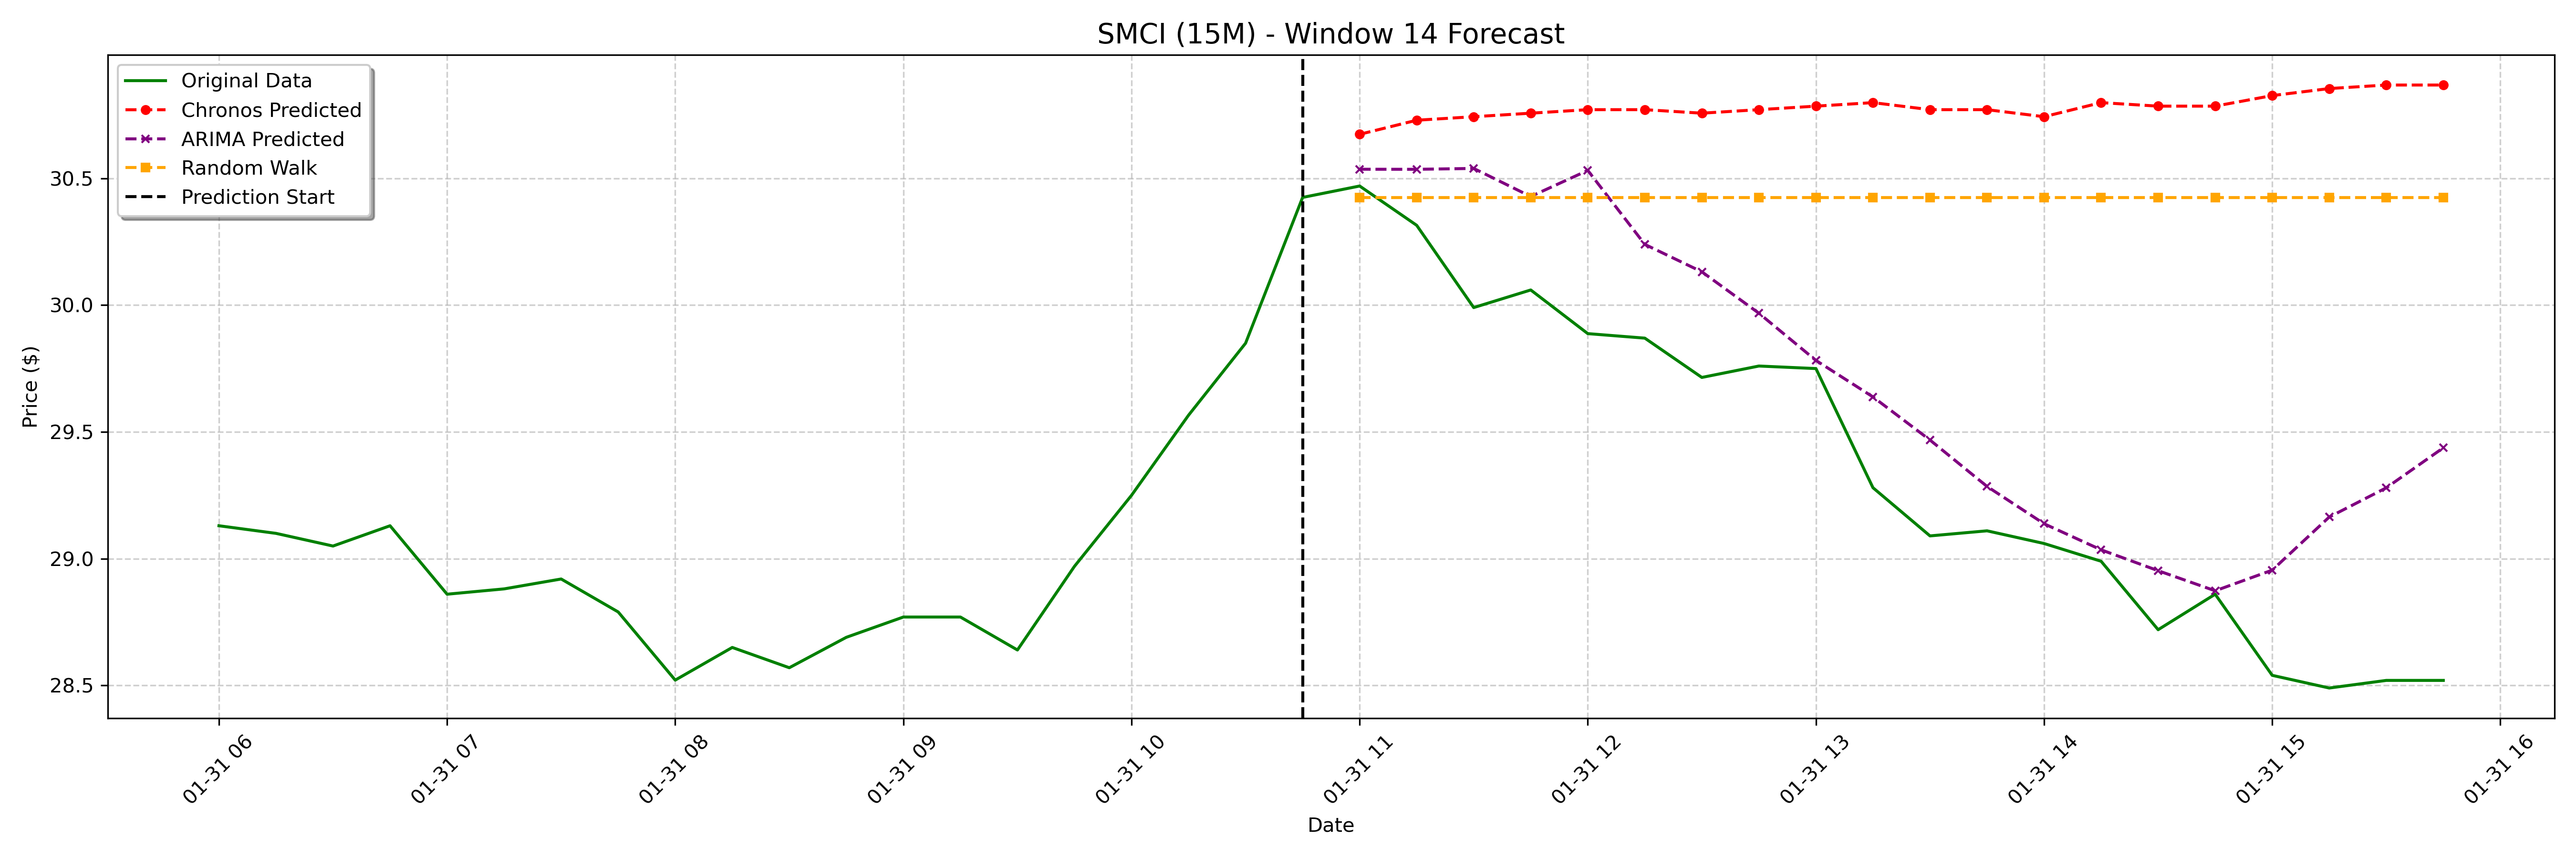 SMCI (15M) - Window 14 Forecast
Original Data
Chronos Predicted
ARIMA Predicted
Random Walk
Prediction Start
Price ($)
30.5
30.0
29.5
29.0
28.5
01-31 06
01-31 07
01-31 08
01-31 09
01-31 10
01-31 11
01-31 12
01-31 13
01-31 14
01-31 15
01-31 16
Date